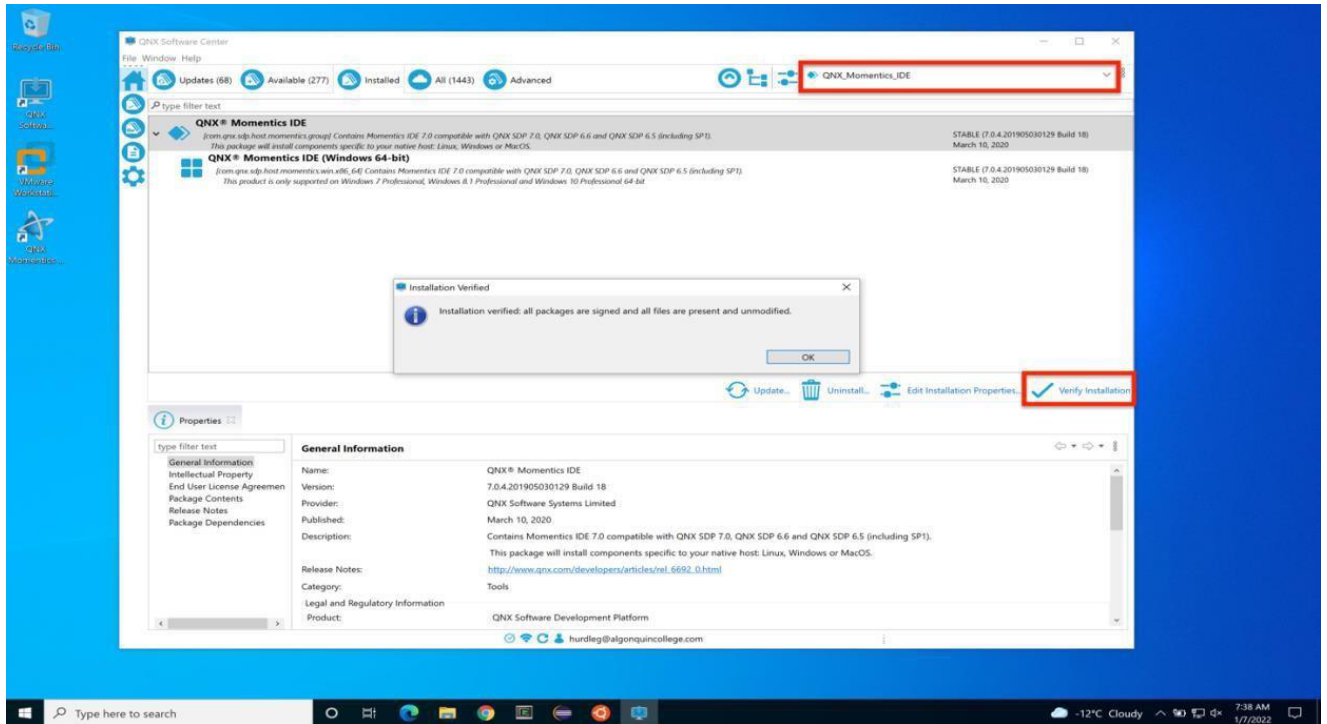 Recycle Bin
QNX
Softwa...
VMware
Workstati...
QNX
Momentics ...
QNX Software Center
File Window Help
Updates (68)
Available (277)
Installed
All (1443)
Advanced
QNX_Momentics_IDE
type filter text
QNX® Momentics IDE
[com.qnx.sdp.host.momentics.group] Contains Momentics IDE 7.0 compatible with QNX SDP 7.0, QNX SDP 6.6 and QNX SDP 6.5 (including SP1).
This package will install components specific to your native host: Linux, Windows or MacOS.
STABLE (7.0.4.201905030129 Build 18)
March 10, 2020
QNX® Momentics IDE (Windows 64-bit)
[com.qnx.sdp.host.momentics.win.x86_64] Contains Momentics IDE 7.0 compatible with QNX SDP 7.0, QNX SDP 6.6 and QNX SDP 6.5 (including SP1).
This product is only supported on Windows 7 Professional, Windows 8.1 Professional and Windows 10 Professional 64-bit
STABLE (7.0.4.201905030129 Build 18)
March 10, 2020
Installation Verified
Installation verified: all packages are signed and all files are present and unmodified.
OK
Update...
Uninstall...
Edit Installation Properties...
Verify Installation
Properties
type filter text
General Information
Intellectual Property
End User License Agreemen
Package Contents
Release Notes
Package Dependencies
General Information
Name: QNX® Momentics IDE
Version: 7.0.4.201905030129 Build 18
Provider: QNX Software Systems Limited
Published: March 10, 2020
Description: Contains Momentics IDE 7.0 compatible with QNX SDP 7.0, QNX SDP 6.6 and QNX SDP 6.5 (including SP1).
This package will install components specific to your native host: Linux, Windows or MacOS.
Release Notes: http://www.qnx.com/developers/articles/rel_6692_0.html
Category: Tools
Legal and Regulatory Information
Product: QNX Software Development Platform
hurdleg@algonquincollege.com
Type here to search
-12°C Cloudy
7:38 AM
1/7/2022